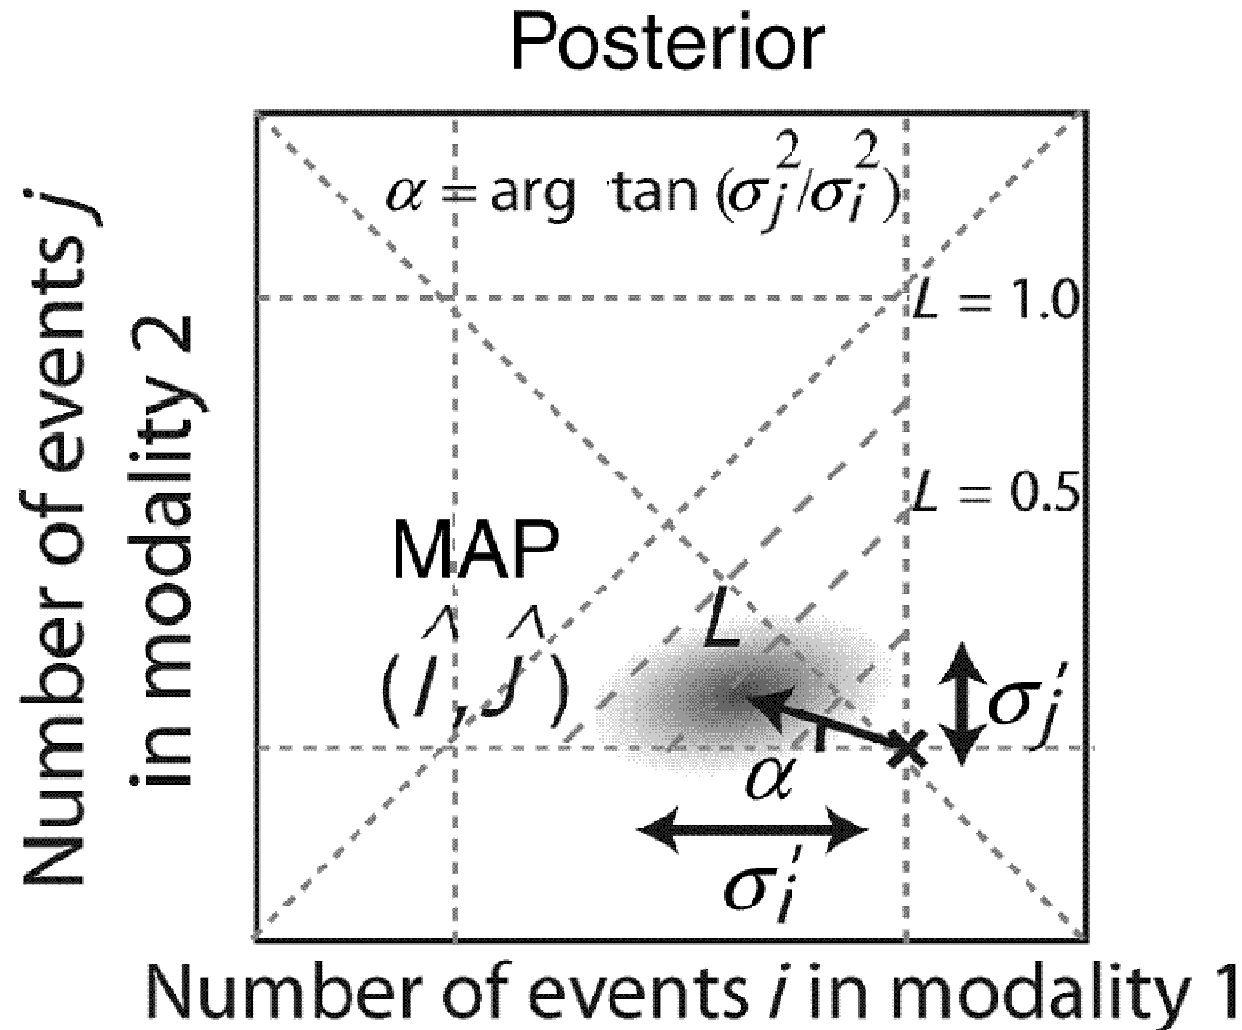 Posterior
α = arg tan (σj²/σi²)
L = 1.0
L = 0.5
MAP
(Î, Ĵ)
L
σj′
α
σi′
Number of events j
in modality 2
Number of events i in modality 1